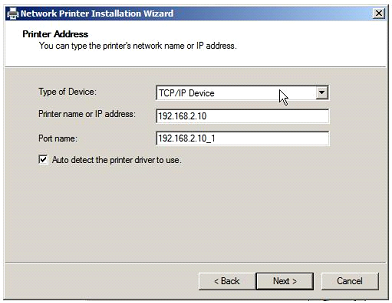 Network Printer Installation Wizard
Printer Address
You can type the printer's network name or IP address.
Type of Device: TCP/IP Device
Printer name or IP address: 192.168.2.10
Port name: 192.168.2.10_1
Auto detect the printer driver to use.
< Back Next > Cancel